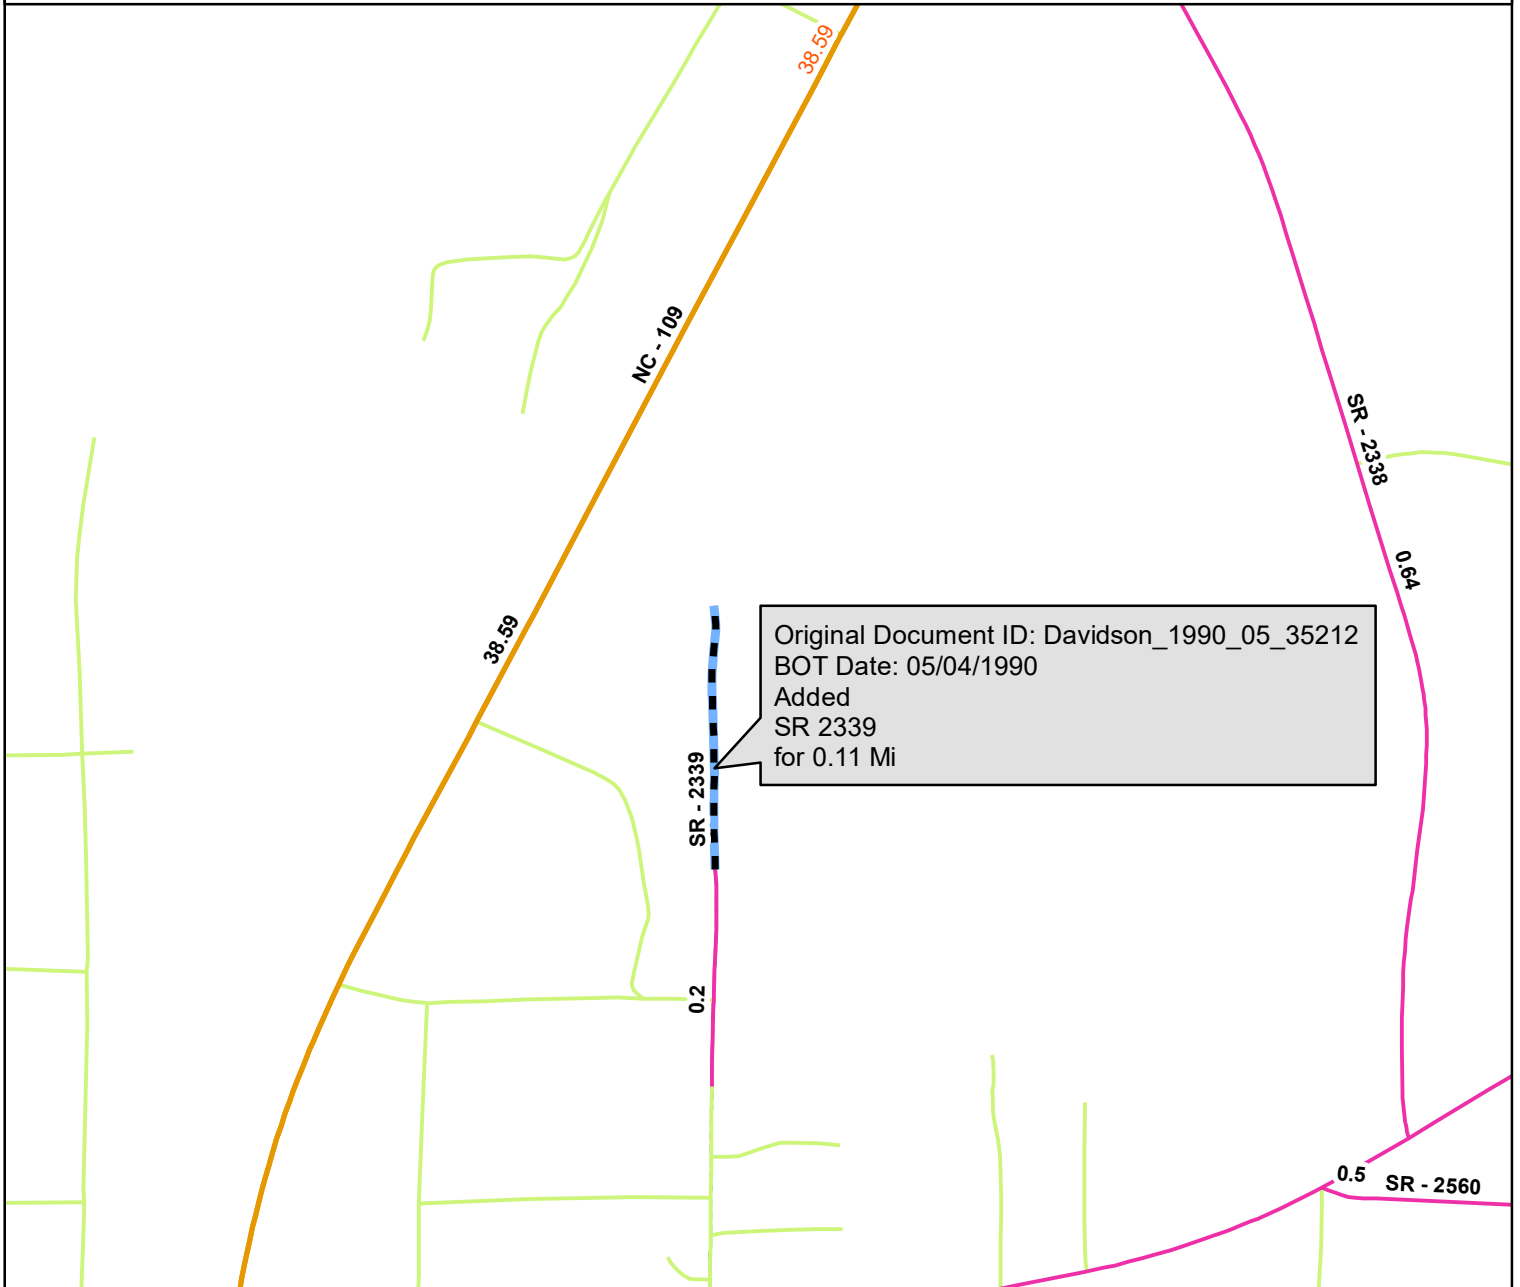 38.59
NC - 109
SR - 2338
0.64
38.59
Original Document ID: Davidson_1990_05_35212
BOT Date: 05/04/1990
Added
SR 2339
for 0.11 Mi
SR - 2339
0.2
0.5
SR - 2560